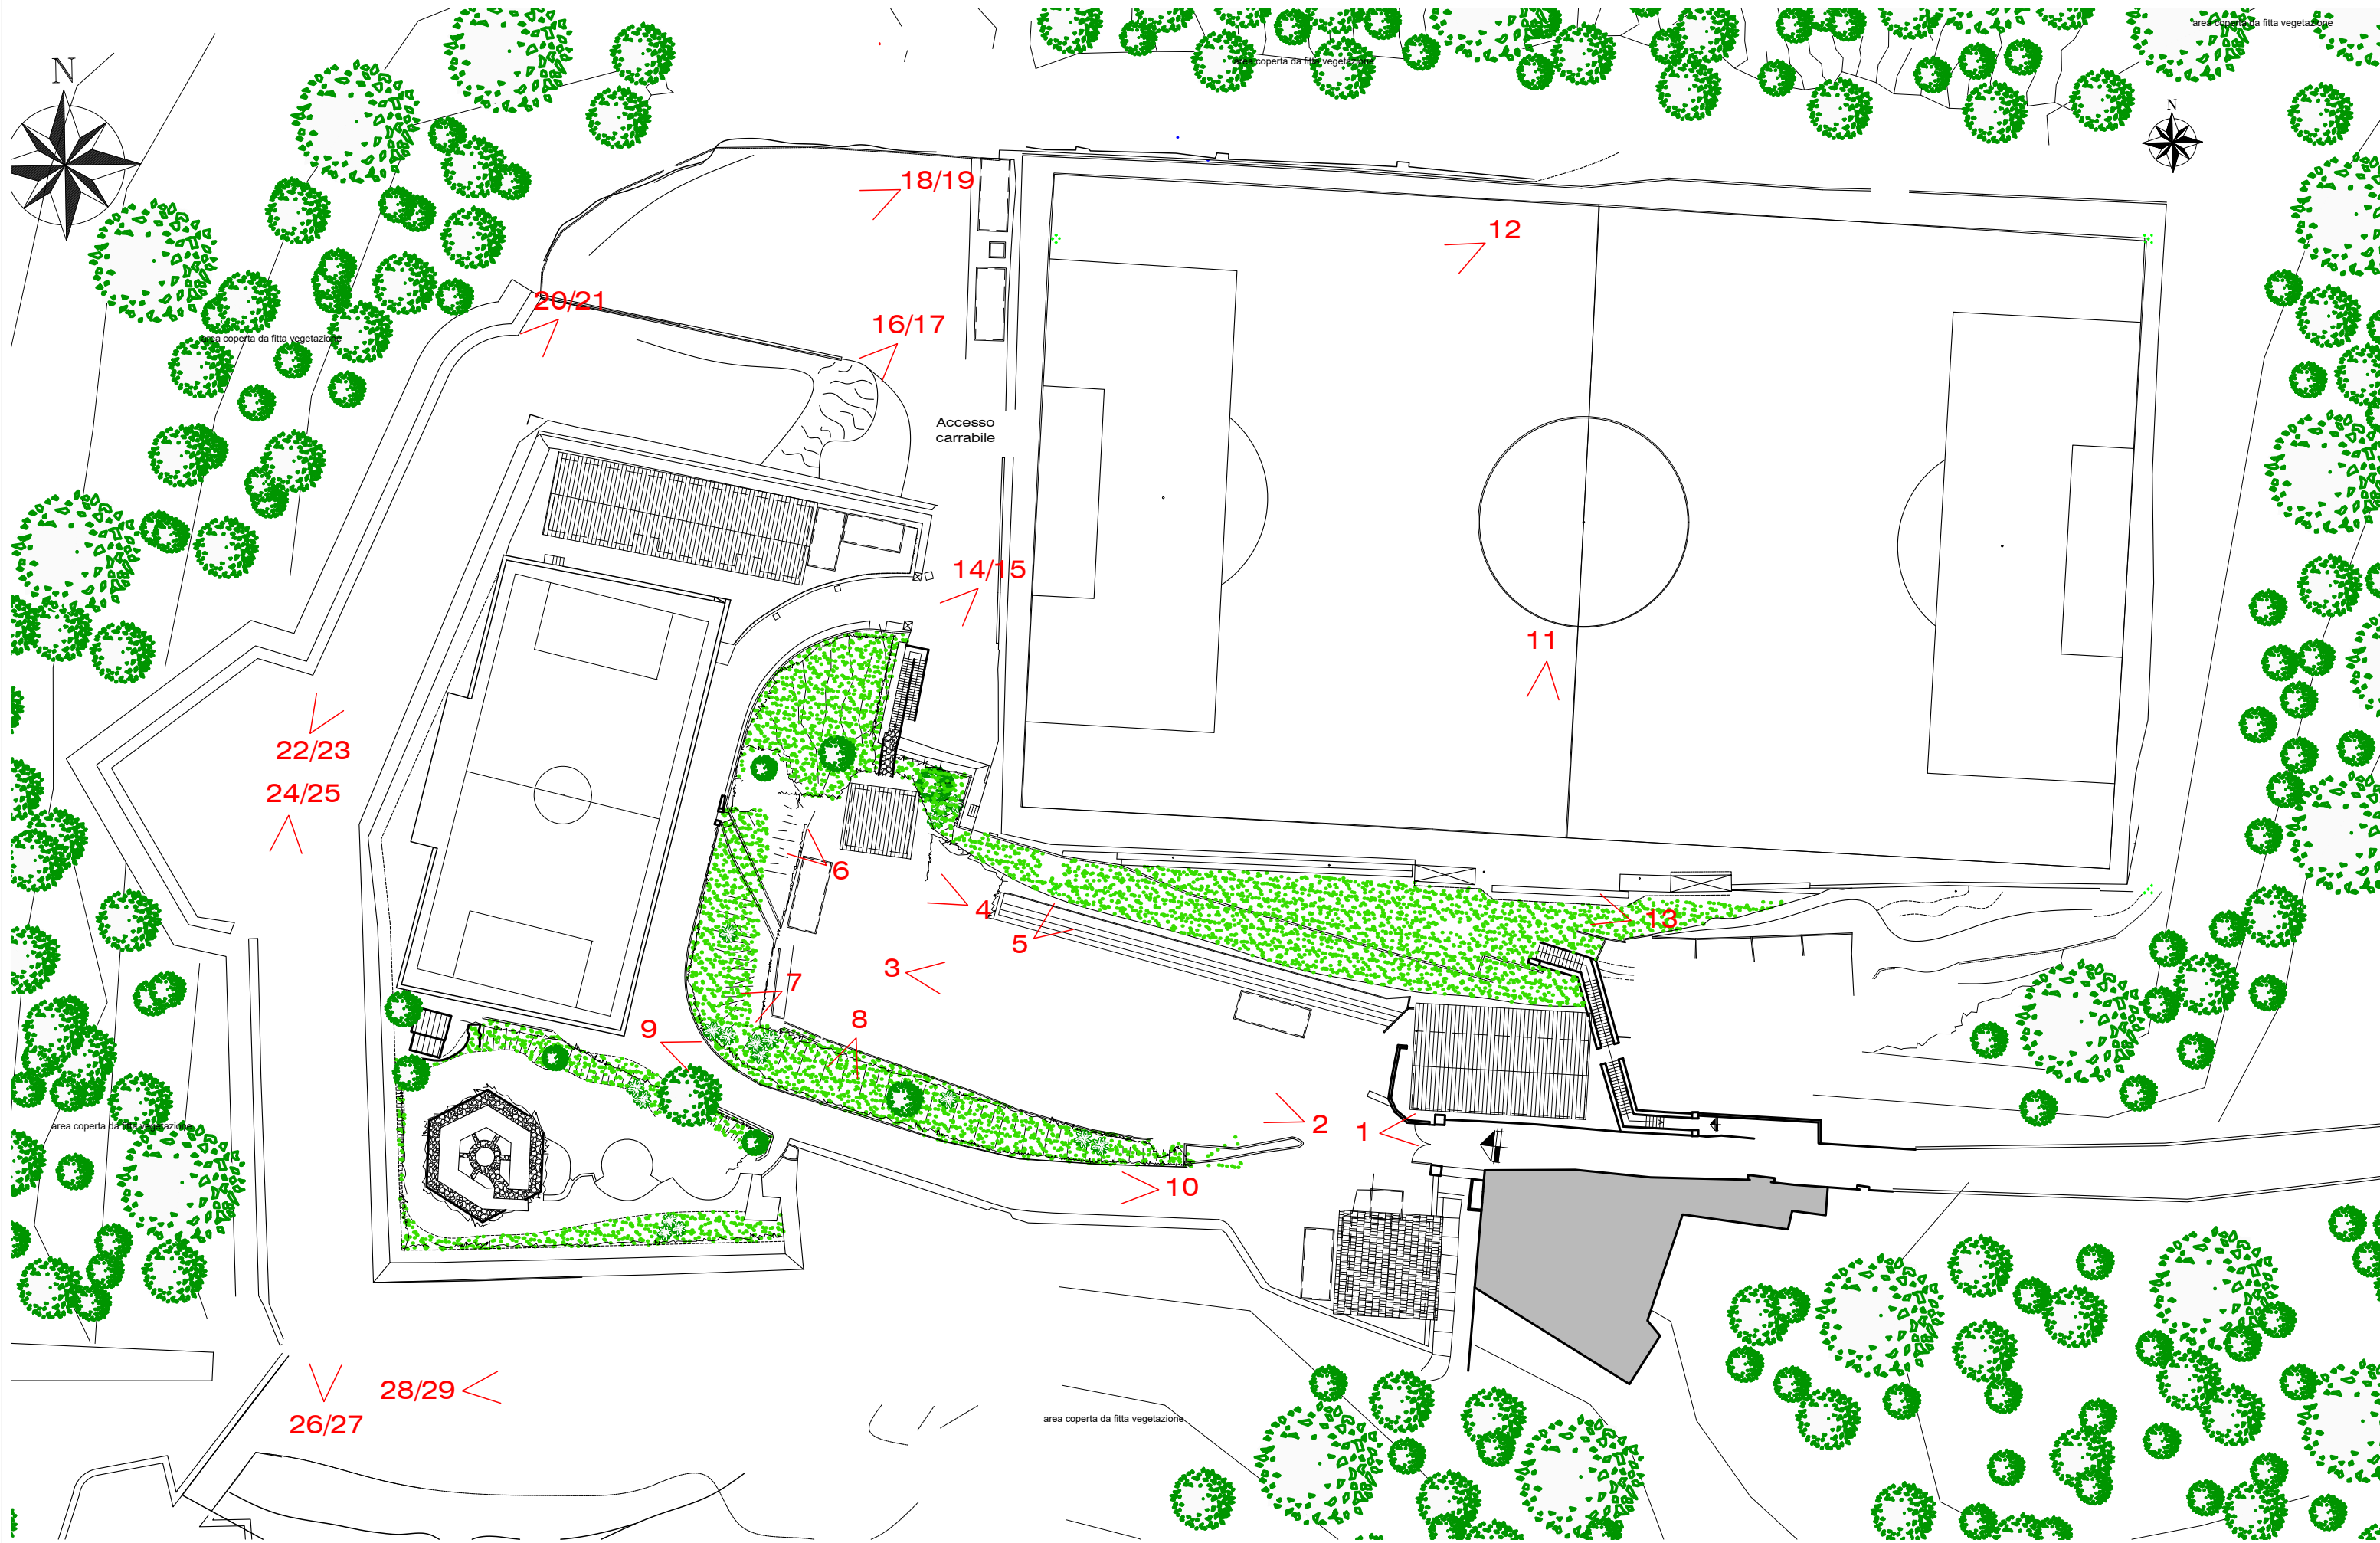 area coperta da fitta vegetazione
area coperta da fitta vegetazione
N
N
18/19
12
20/21
16/17
area coperta da fitta vegetazione
Accesso
carrabile
14/15
11
22/23
24/25
6
4
13
5
3
7
8
9
2
1
area coperta da fitta vegetazione
10
28/29
26/27
area coperta da fitta vegetazione